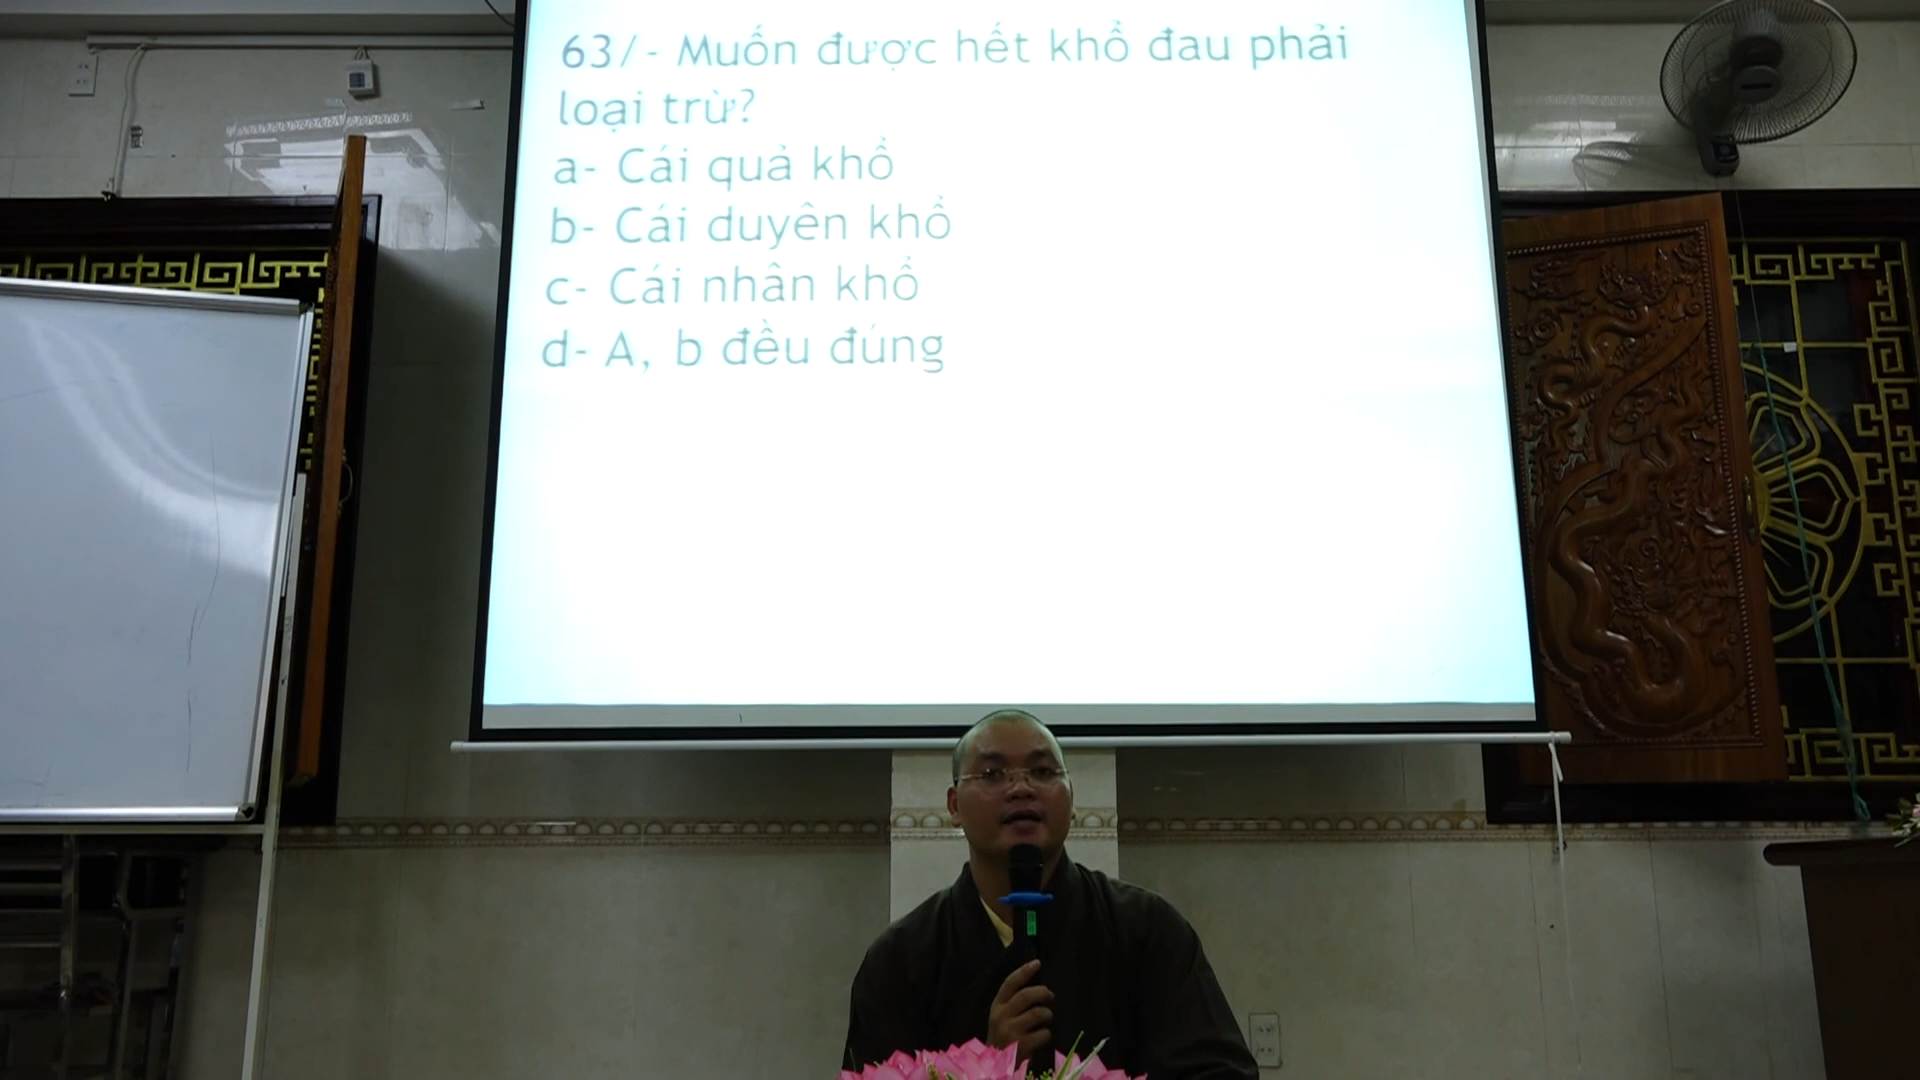 63/- Muốn được hết khổ đau phải
loại trừ?
a- Cái quả khổ
b- Cái duyên khổ
c- Cái nhân khổ
d- A, b đều đúng